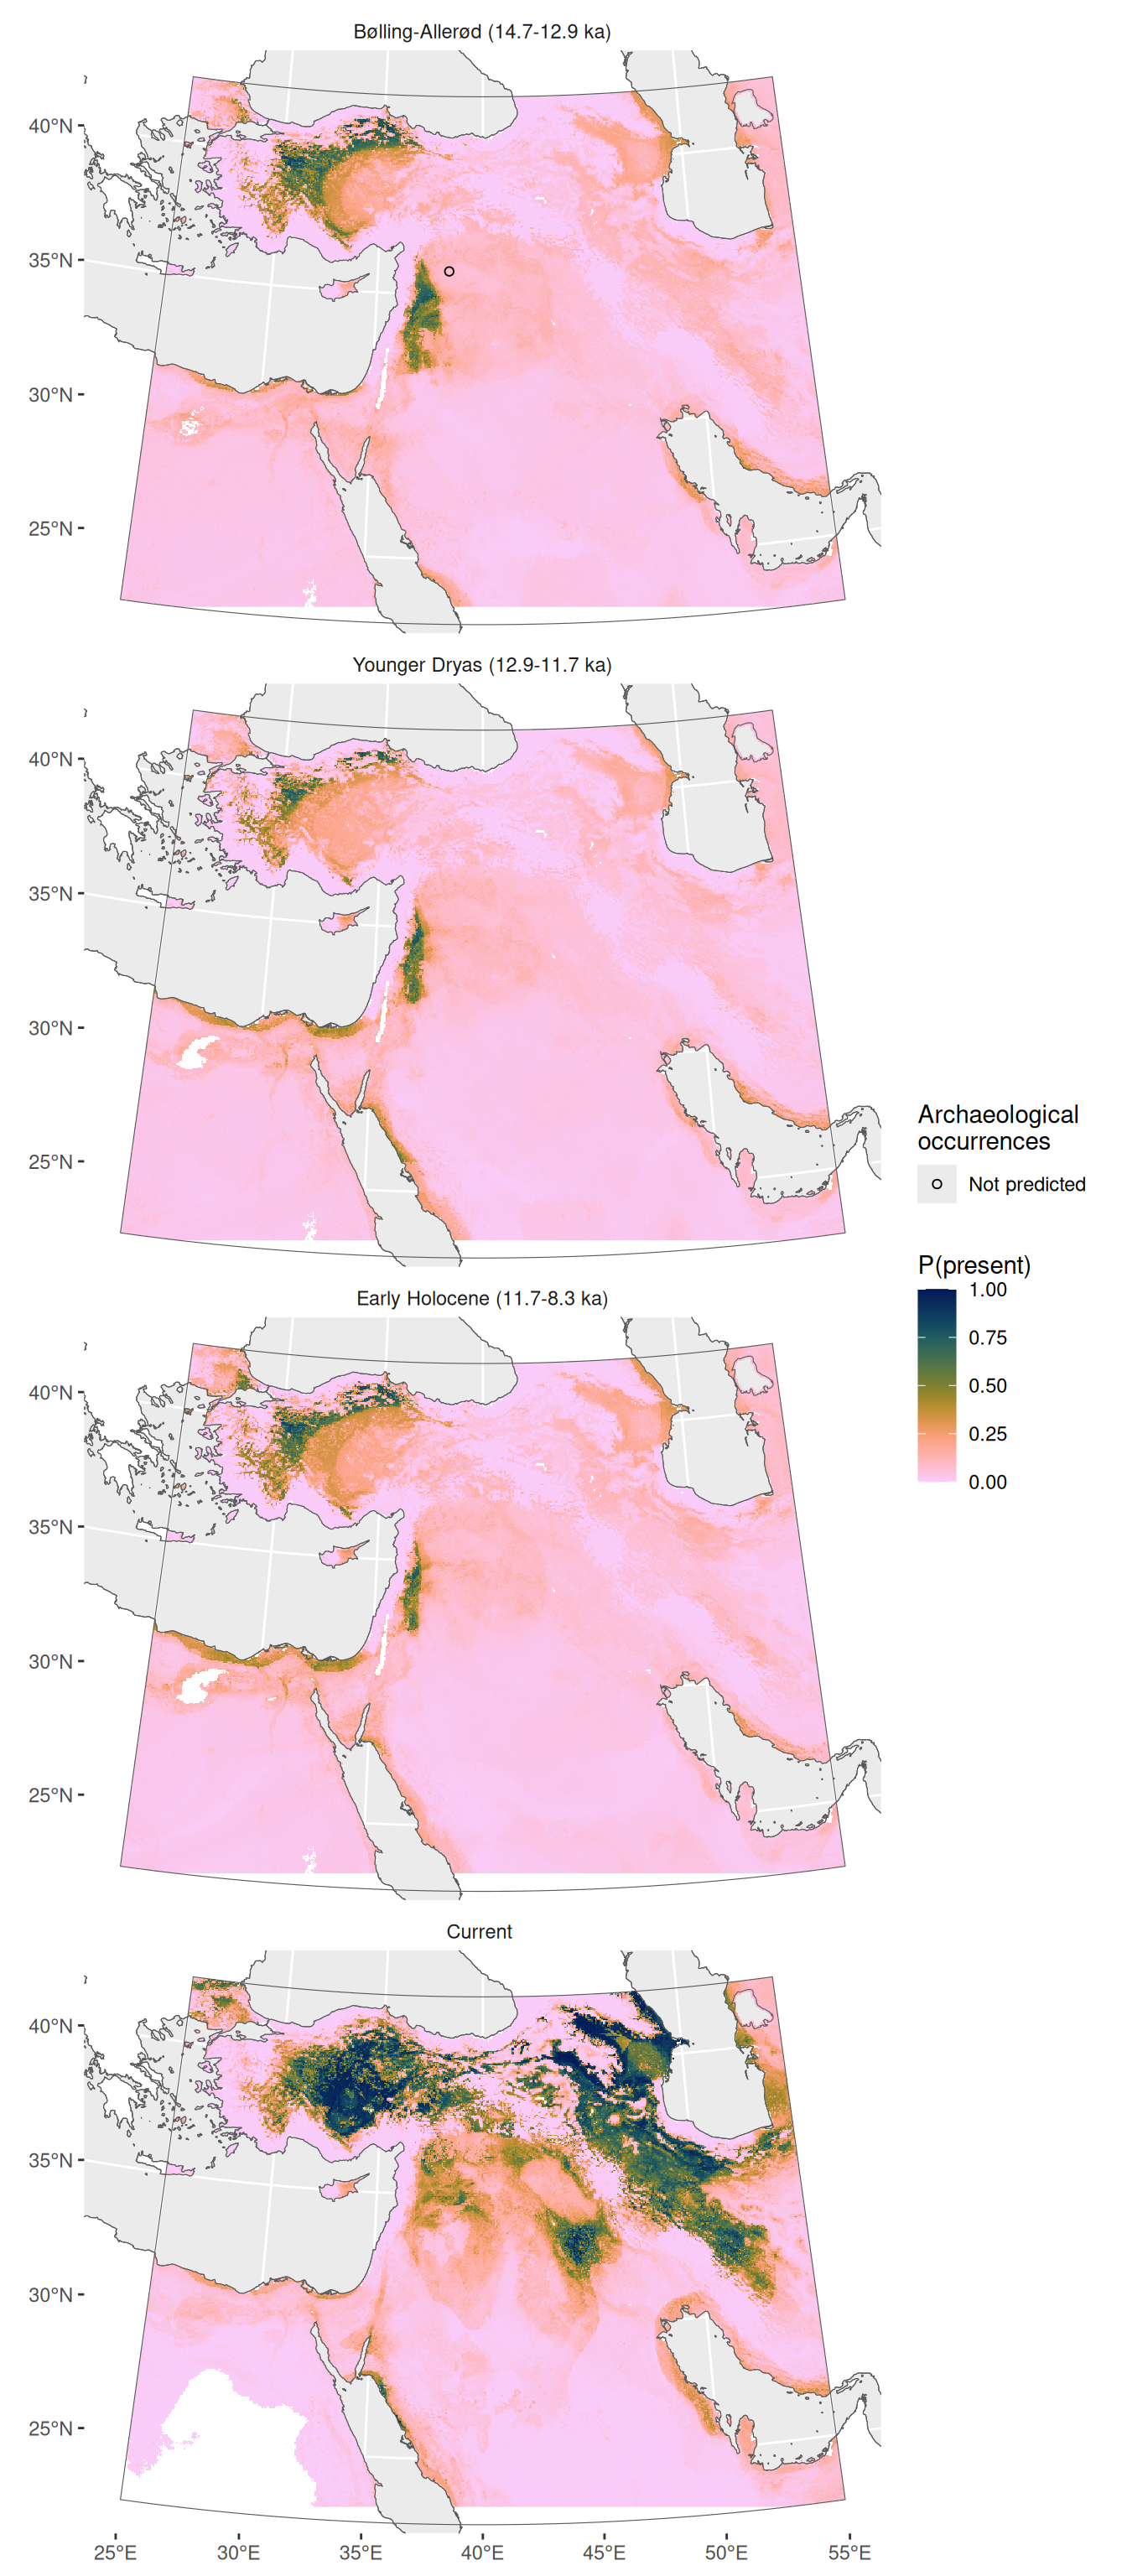 Bølling-Allerød (14.7-12.9 ka)
40°N
35°N
30°N
25°N
Younger Dryas (12.9-11.7 ka)
40°N
35°N
30°N
25°N
Archaeological
occurrences
Not predicted
P(present)
1.00
0.75
0.50
0.25
0.00
Early Holocene (11.7-8.3 ka)
40°N
35°N
30°N
25°N
Current
40°N
35°N
30°N
25°N
25°E 30°E 35°E 40°E 45°E 50°E 55°E